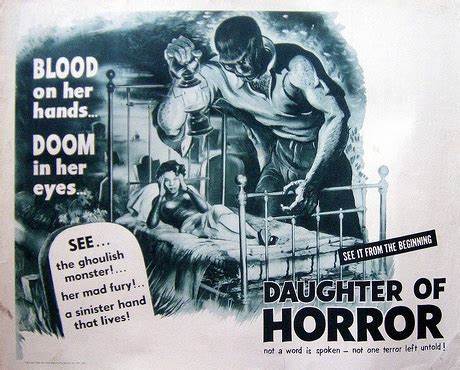 BLOOD
on her
hands...
DOOM
in her
eyes...
SEE...
the ghoulish
monster!...
her mad fury!..
a sinister hand
that lives!
SEE IT FROM THE BEGINNING
DAUGHTER OF
HORROR
not a word is spoken – not one terror left untold!